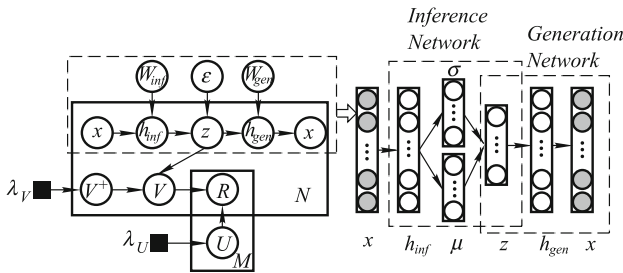 Inference Network
Generation Network
W_inf ε W_gen
σ
x h_inf z h_gen x
λ_V V^+ V R N
λ_U U M
x h_inf μ z h_gen x